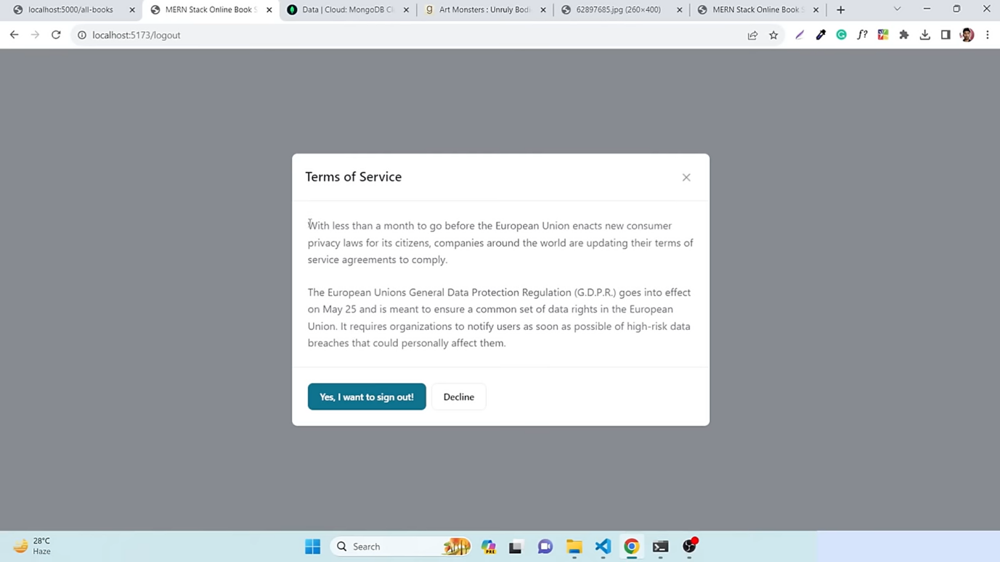 localhost:5000/all-books
MERN Stack Online Book S
Data | Cloud: MongoDB Cl
Art Monsters : Unruly Bodi
62897685.jpg (260×400)
MERN Stack Online Book S
localhost:5173/logout
Terms of Service
With less than a month to go before the European Union enacts new consumer
privacy laws for its citizens, companies around the world are updating their terms of
service agreements to comply.
The European Unions General Data Protection Regulation (G.D.P.R.) goes into effect
on May 25 and is meant to ensure a common set of data rights in the European
Union. It requires organizations to notify users as soon as possible of high-risk data
breaches that could personally affect them.
Yes, I want to sign out!
Decline
28°C
Haze
Search
PRE